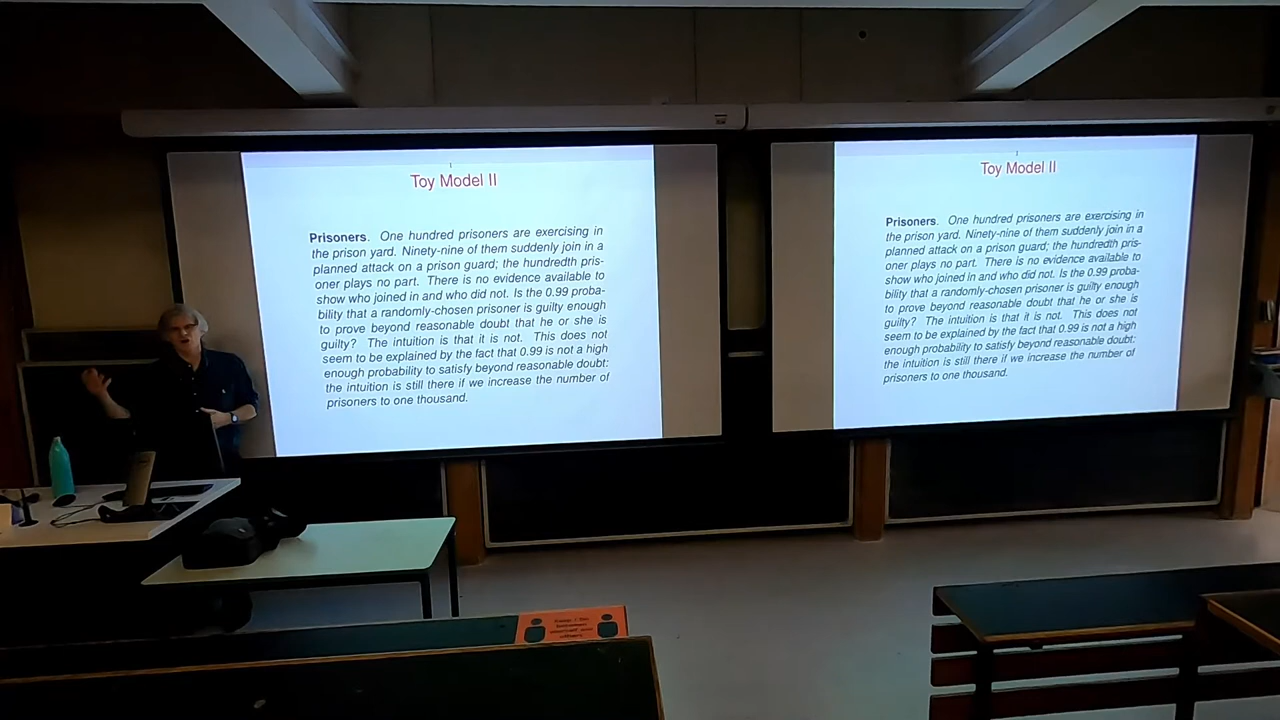 Toy Model II
Prisoners. One hundred prisoners are exercising in
the prison yard. Ninety-nine of them suddenly join in a
planned attack on a prison guard; the hundredth pris-
oner plays no part. There is no evidence available to
show who joined in and who did not. Is the 0.99 proba-
bility that a randomly-chosen prisoner is guilty enough
to prove beyond reasonable doubt that he or she is
guilty? The intuition is that it is not. This does not
seem to be explained by the fact that 0.99 is not a high
enough probability to satisfy beyond reasonable doubt:
the intuition is still there if we increase the number of
prisoners to one thousand.
Toy Model II
Prisoners. One hundred prisoners are exercising in
the prison yard. Ninety-nine of them suddenly join in a
planned attack on a prison guard; the hundredth pris-
oner plays no part. There is no evidence available to
show who joined in and who did not. Is the 0.99 proba-
bility that a randomly-chosen prisoner is guilty enough
to prove beyond reasonable doubt that he or she is
guilty? The intuition is that it is not. This does not
seem to be explained by the fact that 0.99 is not a high
enough probability to satisfy beyond reasonable doubt:
the intuition is still there if we increase the number of
prisoners to one thousand.